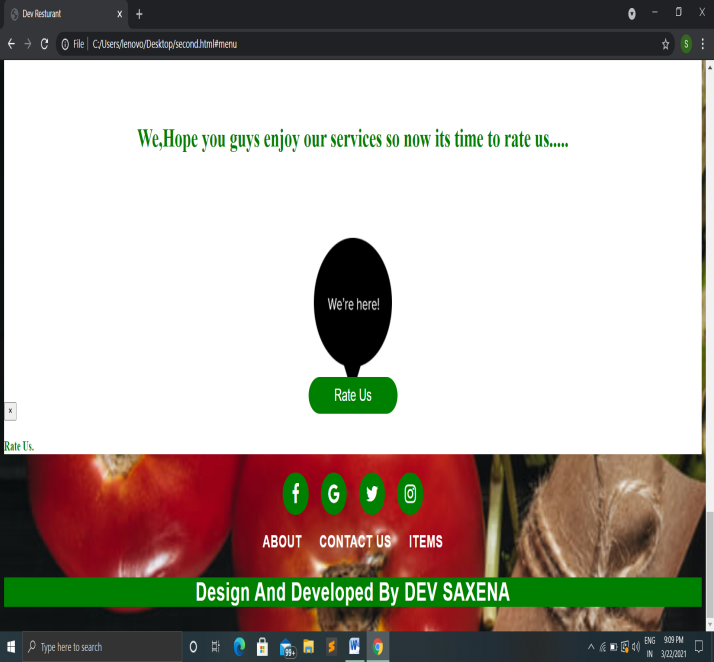 Dev Resturant
File | C:/Users/lenovo/Desktop/second.html#menu
S
We,Hope you guys enjoy our services so now its time to rate us.....
We're here!
Rate Us
x
Rate Us.
ABOUT CONTACT US ITEMS
Design And Developed By DEV SAXENA
Type here to search
99+
ENG
IN
9:09 PM
3/22/2021